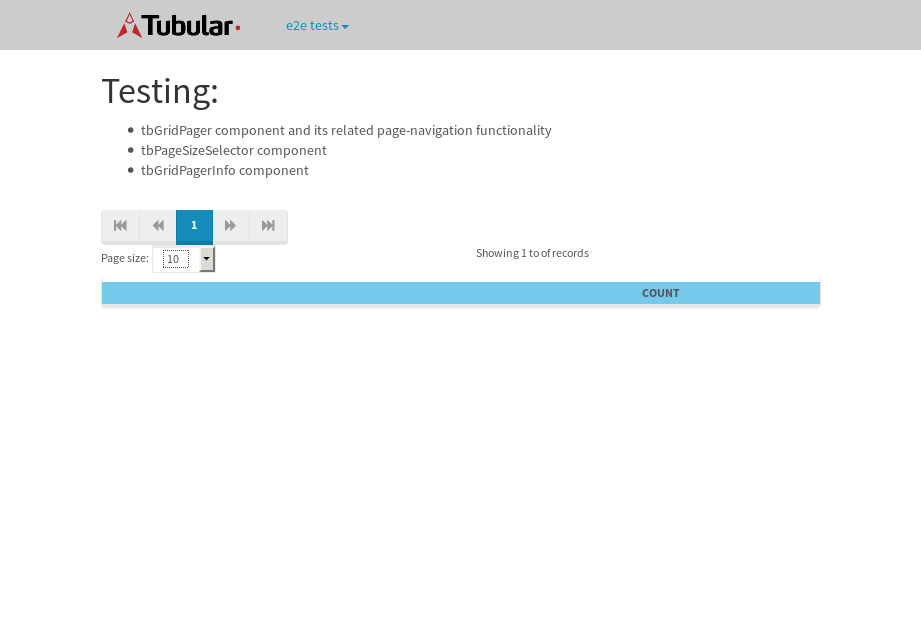 Tubular
e2e tests
Testing:
tbGridPager component and its related page-navigation functionality
tbPageSizeSelector component
tbGridPagerInfo component
1
Page size: 10
Showing 1 to of records
COUNT